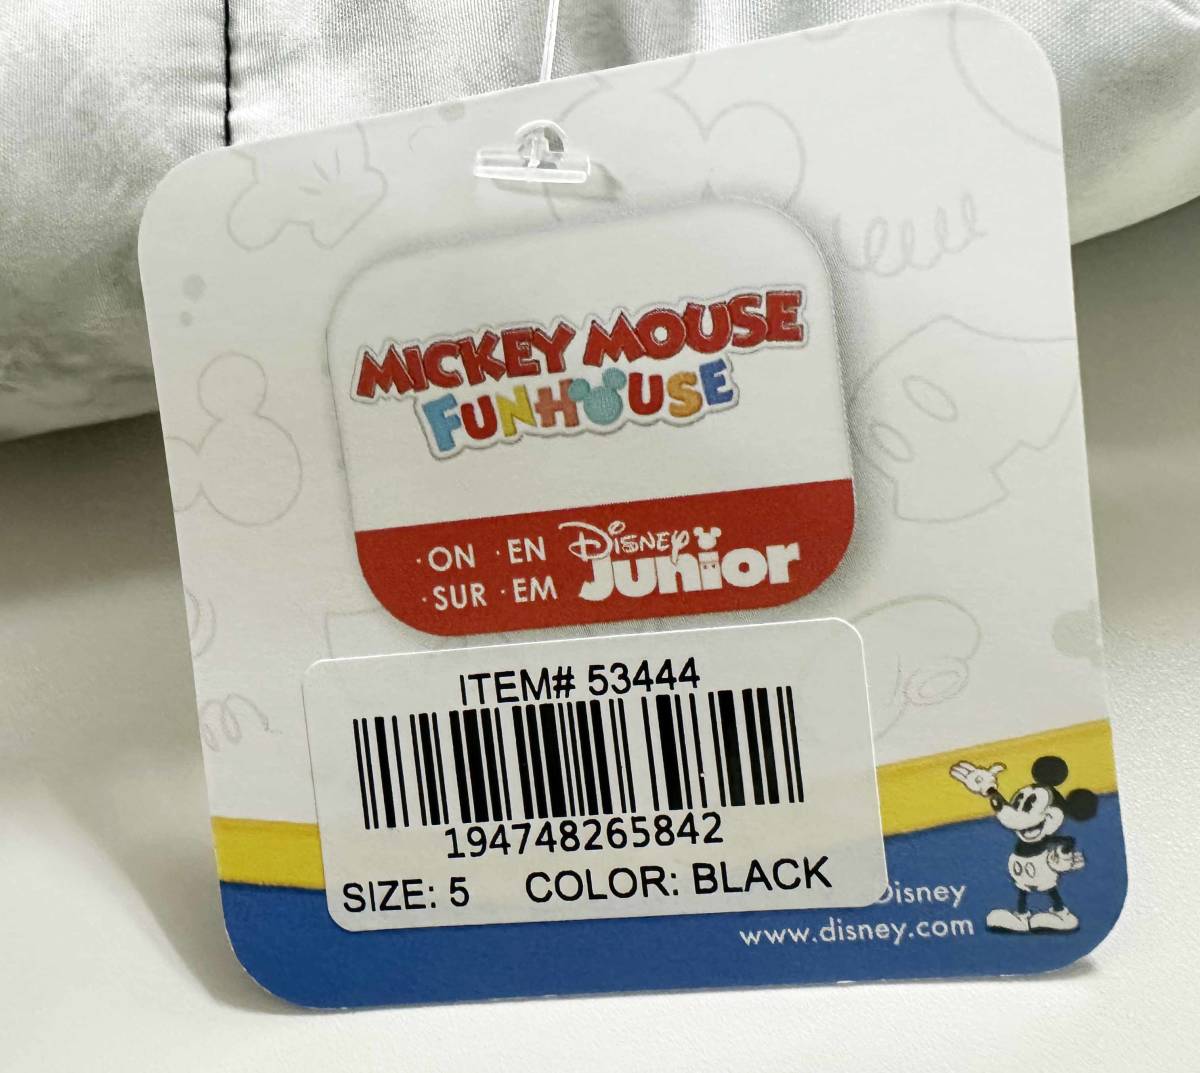 MICKEY MOUSE
FUNHOUSE
· ON · EN
· SUR · EM
Disney
Junior
ITEM# 53444
194748265842
SIZE: 5 COLOR: BLACK
Disney
www.disney.com